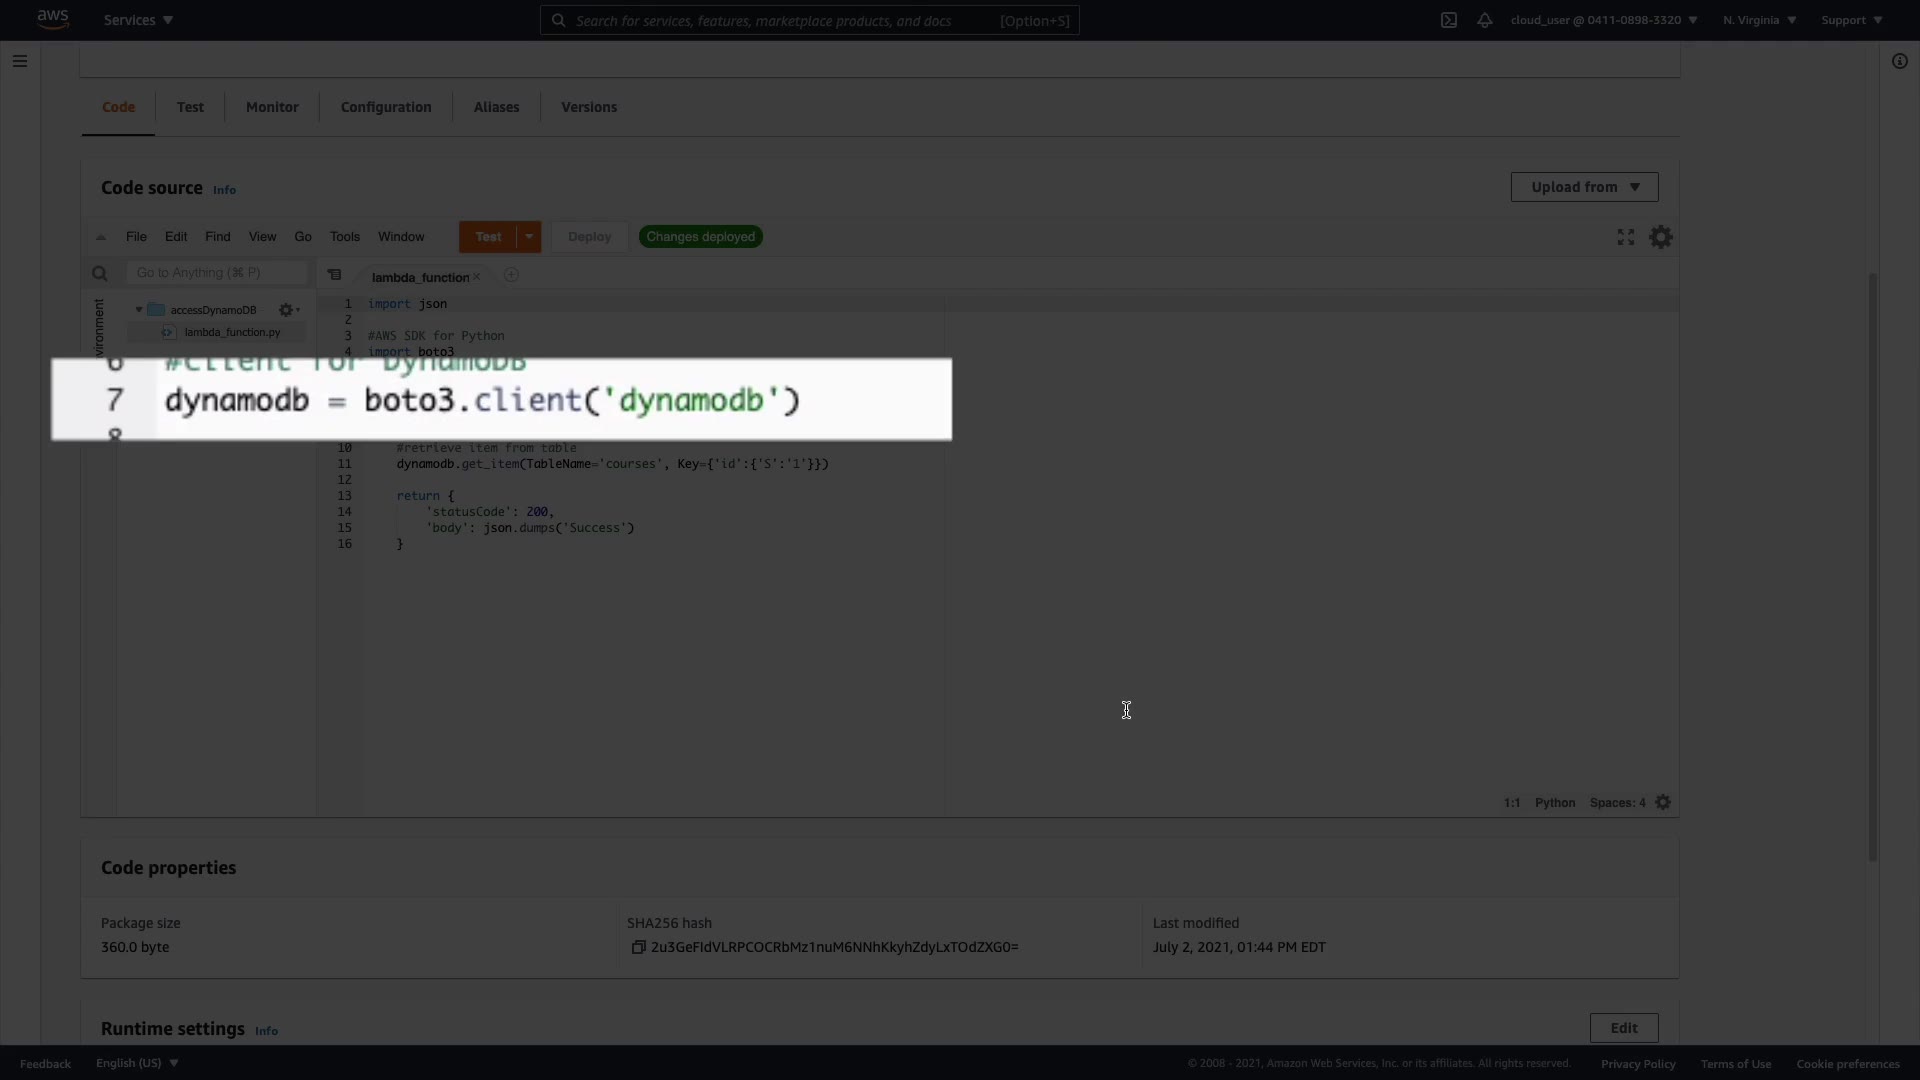 aws Services Search for services, features, marketplace products, and docs [Option+S] cloud_user @ 0411-0898-3320 N. Virginia Support
Code Test Monitor Configuration Aliases Versions
Code source Info Upload from
File Edit Find View Go Tools Window Test Deploy Changes deployed
Go to Anything (⌘ P) lambda_function
accessDynamoDB
lambda_function.py
1 import json
2
3 #AWS SDK for Python
4 import boto3
6 #Client for DynamoDB
7 dynamodb = boto3.client('dynamodb')
8
10 #retrieve item from table
11 dynamodb.get_item(TableName='courses', Key={'id':{'S':'1'}})
12
13 return {
14 'statusCode': 200,
15 'body': json.dumps('Success')
16 }
1:1 Python Spaces: 4
Code properties
Package size SHA256 hash Last modified
360.0 byte 2u3GeFIdVLRPCOCRbMz1nuM6NNhKkyhZdyLxTOdZXG0= July 2, 2021, 01:44 PM EDT
Runtime settings Info Edit
Feedback English (US) © 2008 - 2021, Amazon Web Services, Inc. or its affiliates. All rights reserved. Privacy Policy Terms of Use Cookie preferences